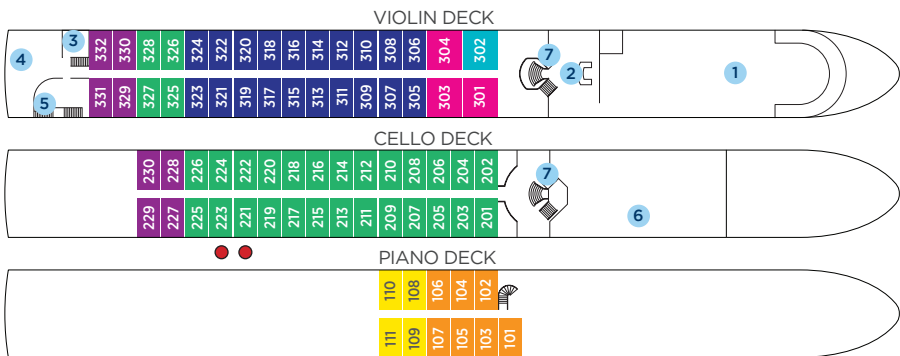 VIOLIN DECK
3
4
332 330 328 326 324 322 320 318 316 314 312 310 308 306 304 302
7
2
1
5
331 329 327 325 323 321 319 317 315 313 311 309 307 305 303 301
CELLO DECK
230 228 226 224 222 220 218 216 214 212 210 208 206 204 202
7
6
229 227 225 223 221 219 217 215 213 211 209 207 205 203 201
PIANO DECK
110 108 106 104 102
111 109 107 105 103 101